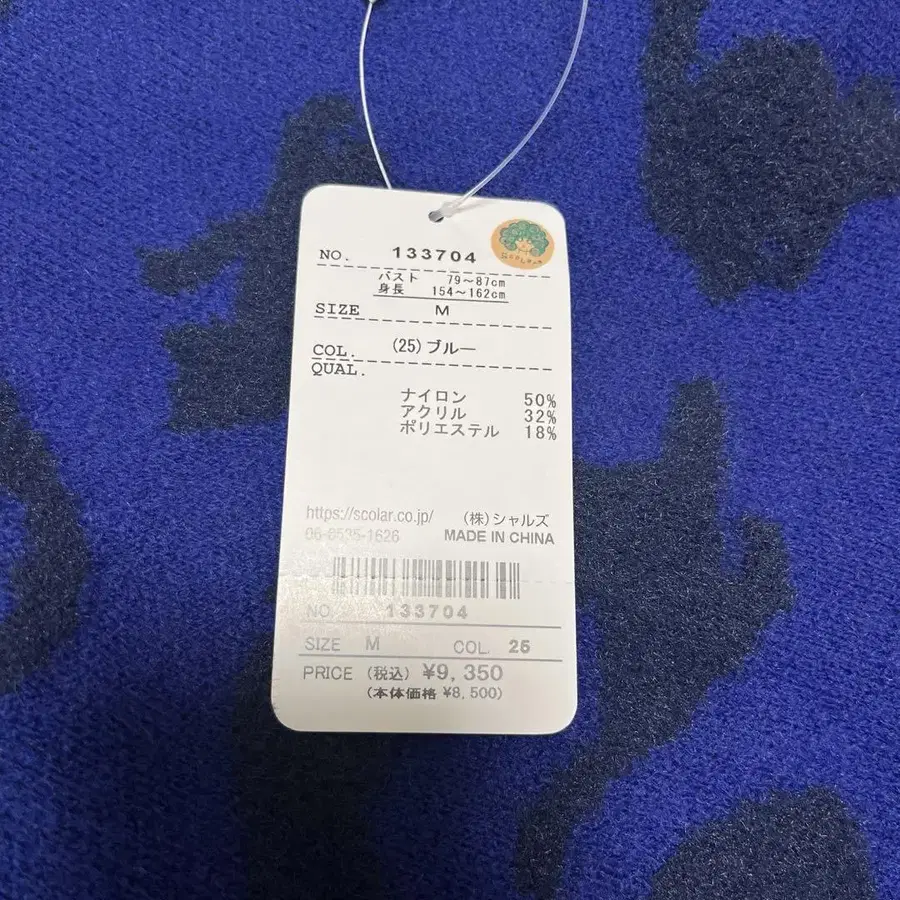 NO. 133704
バスト 79～87cm
身長 154～162cm
SIZE M
COL. (25)ブルー
QUAL.
ナイロン 50%
アクリル 32%
ポリエステル 18%
https://scolar.co.jp/ (株)シャルズ
06-6535-1626 MADE IN CHINA
NO. 133704
SIZE M COL. 25
PRICE (税込) ¥9,350
(本体価格 ¥8,500)